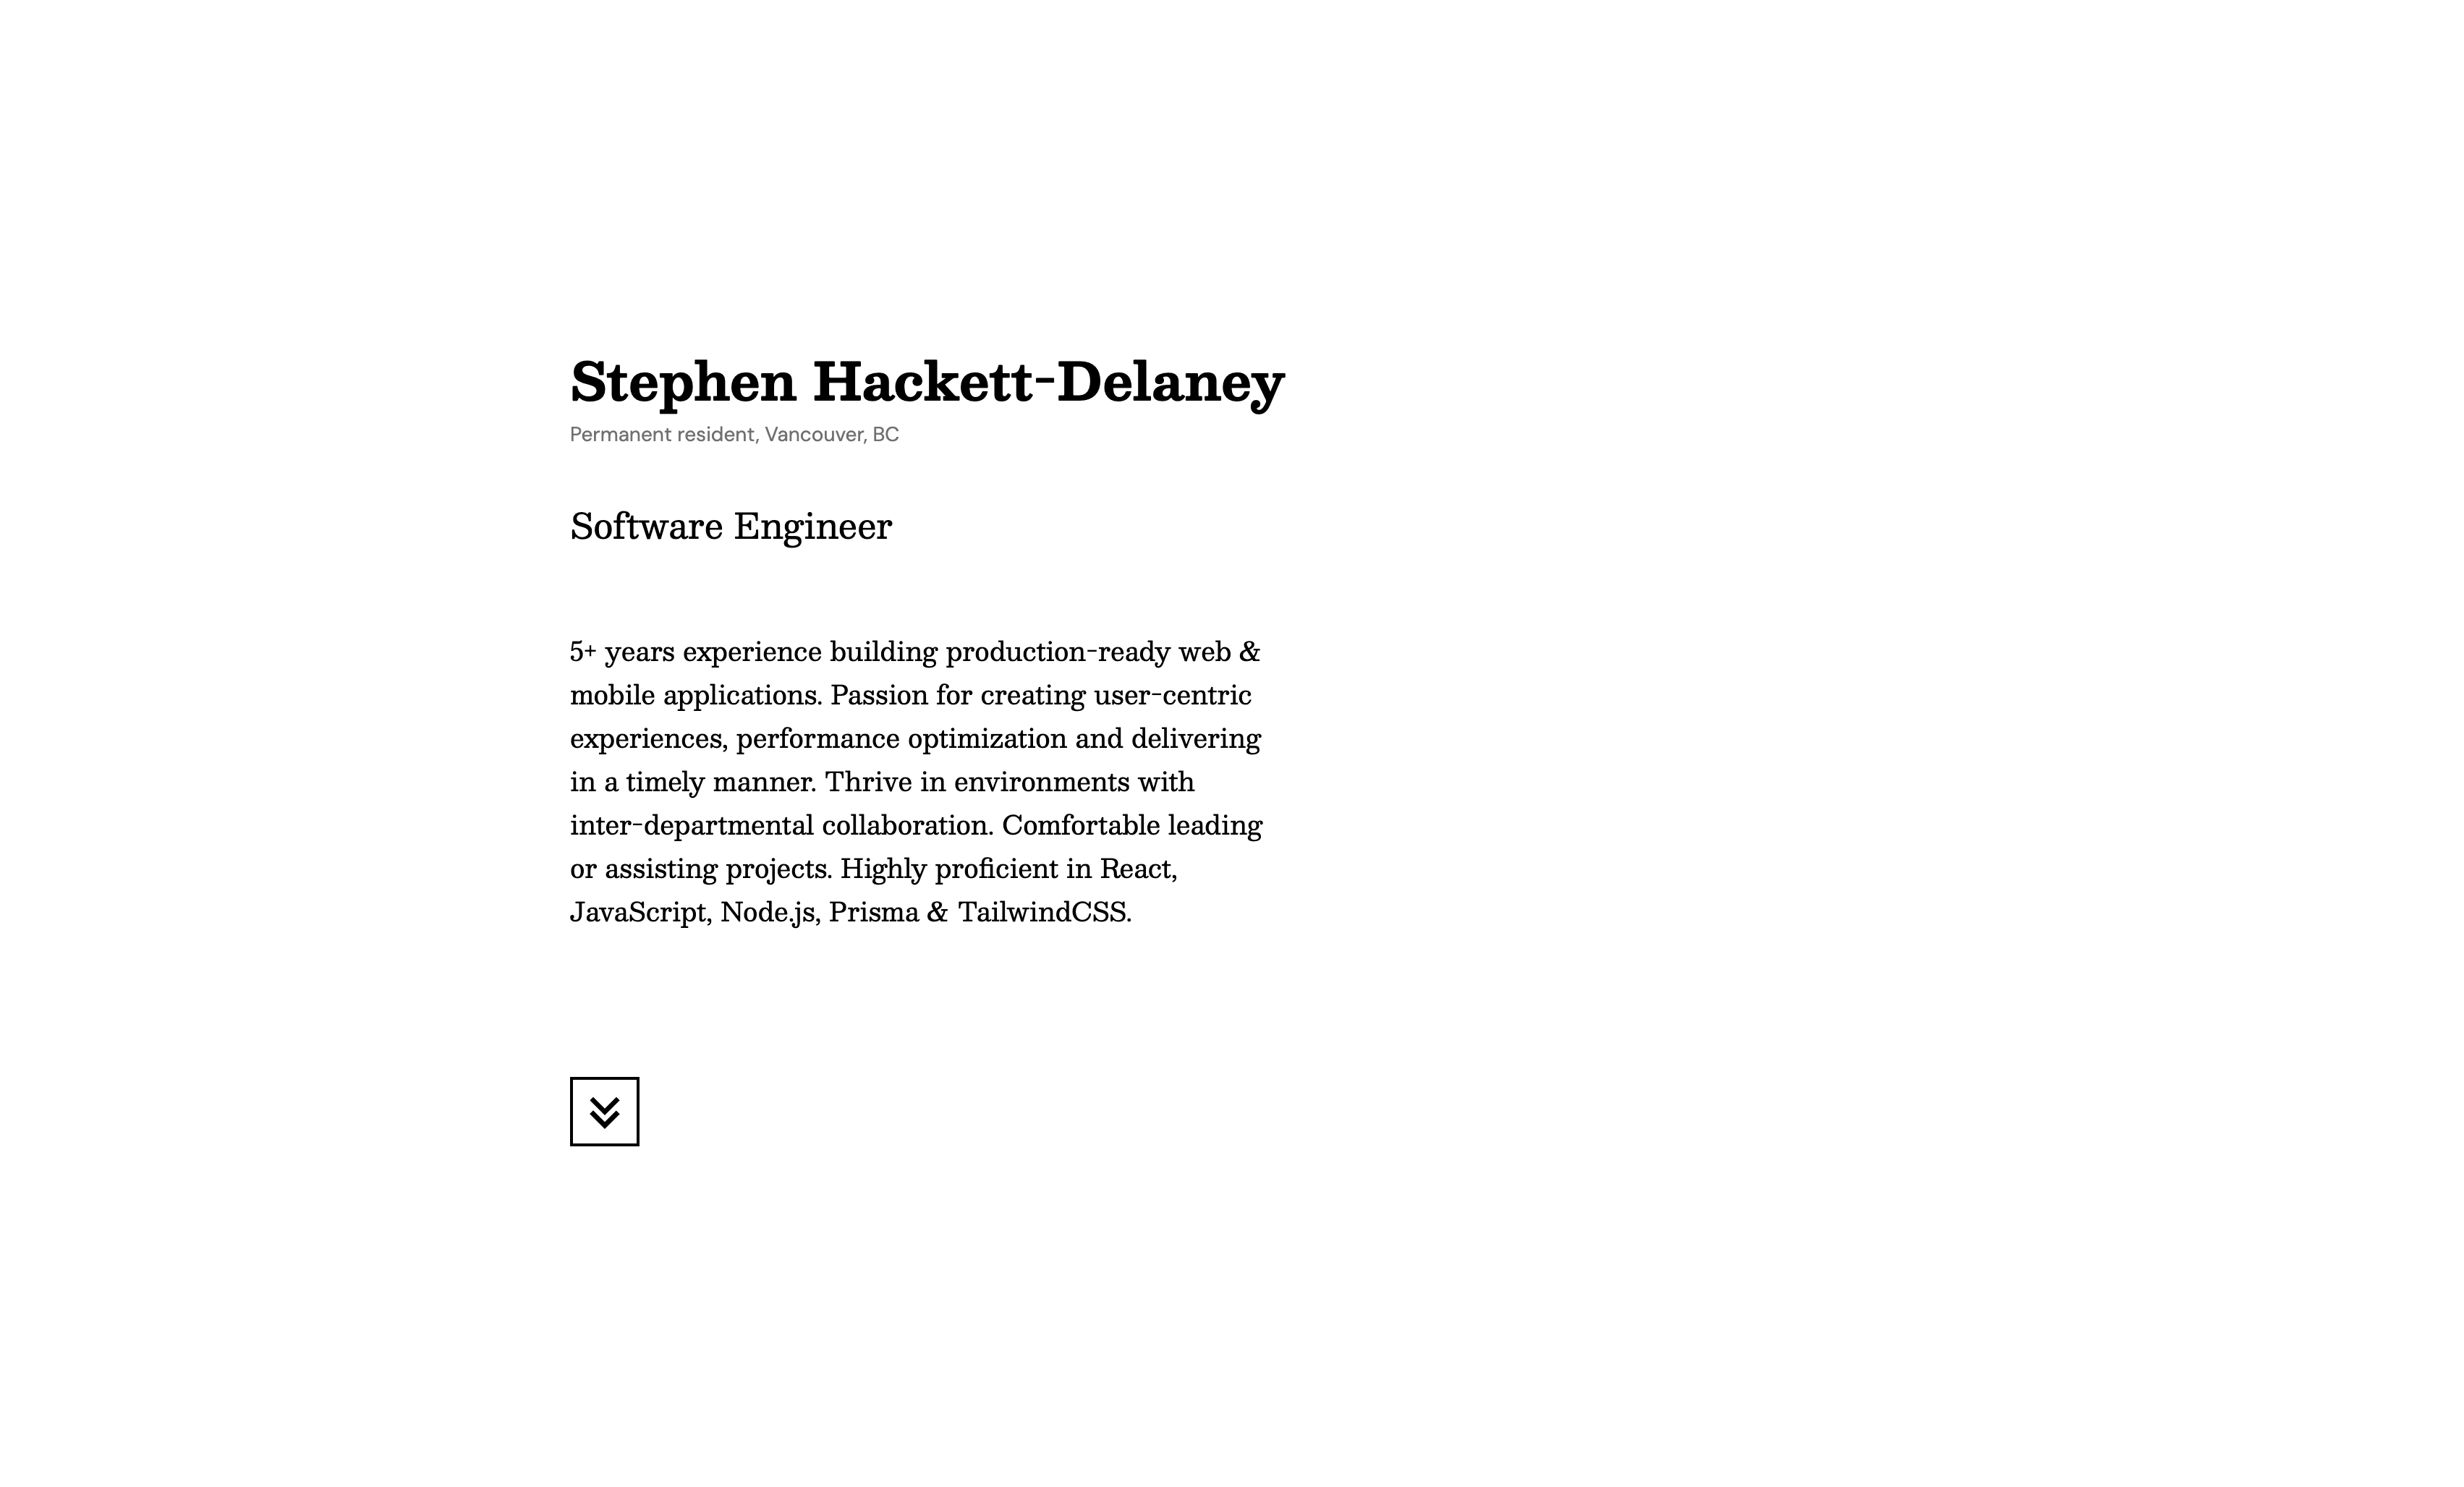 Stephen Hackett-Delaney
Permanent resident, Vancouver, BC
Software Engineer
5+ years experience building production-ready web &
mobile applications. Passion for creating user-centric
experiences, performance optimization and delivering
in a timely manner. Thrive in environments with
inter-departmental collaboration. Comfortable leading
or assisting projects. Highly proficient in React,
JavaScript, Node.js, Prisma & TailwindCSS.